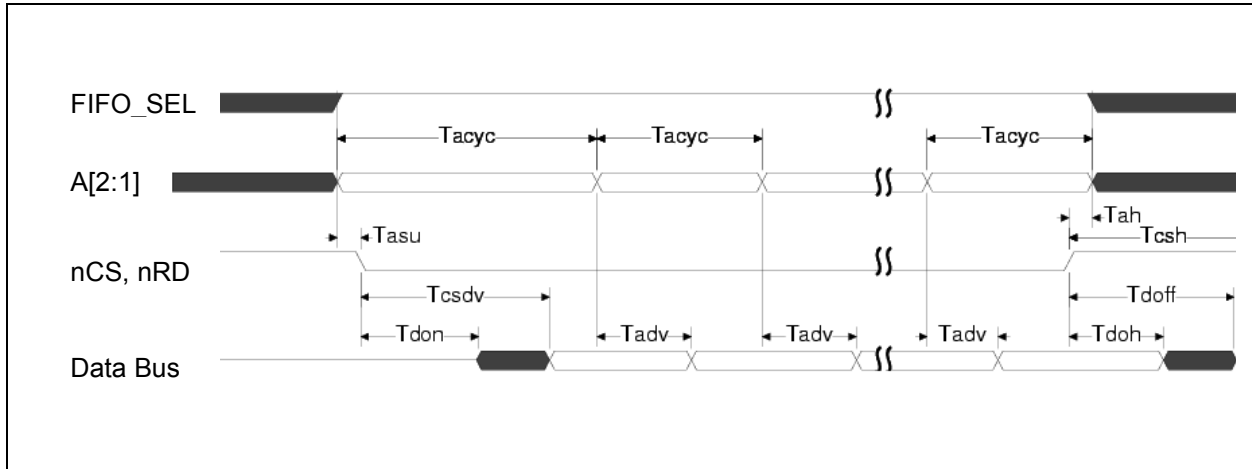 FIFO_SEL
Tacyc Tacyc Tacyc
A[2:1]
Tah
Tasu Tcsh
nCS, nRD
Tcsdv Tdoff
Tdon Tadv Tadv Tadv Tdoh
Data Bus